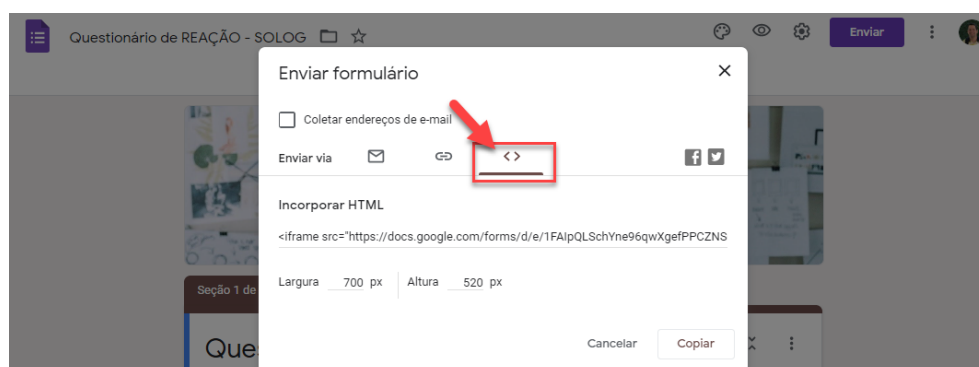 Questionário de REAÇÃO - SOLOG
Enviar
Enviar formulário
Coletar endereços de e-mail
Enviar via
Incorporar HTML
<iframe src="https://docs.google.com/forms/d/e/1FAIpQLSchYne96qwXgefPPCZNS
Largura 700 px Altura 520 px
Seção 1 de
Cancelar Copiar
Ques